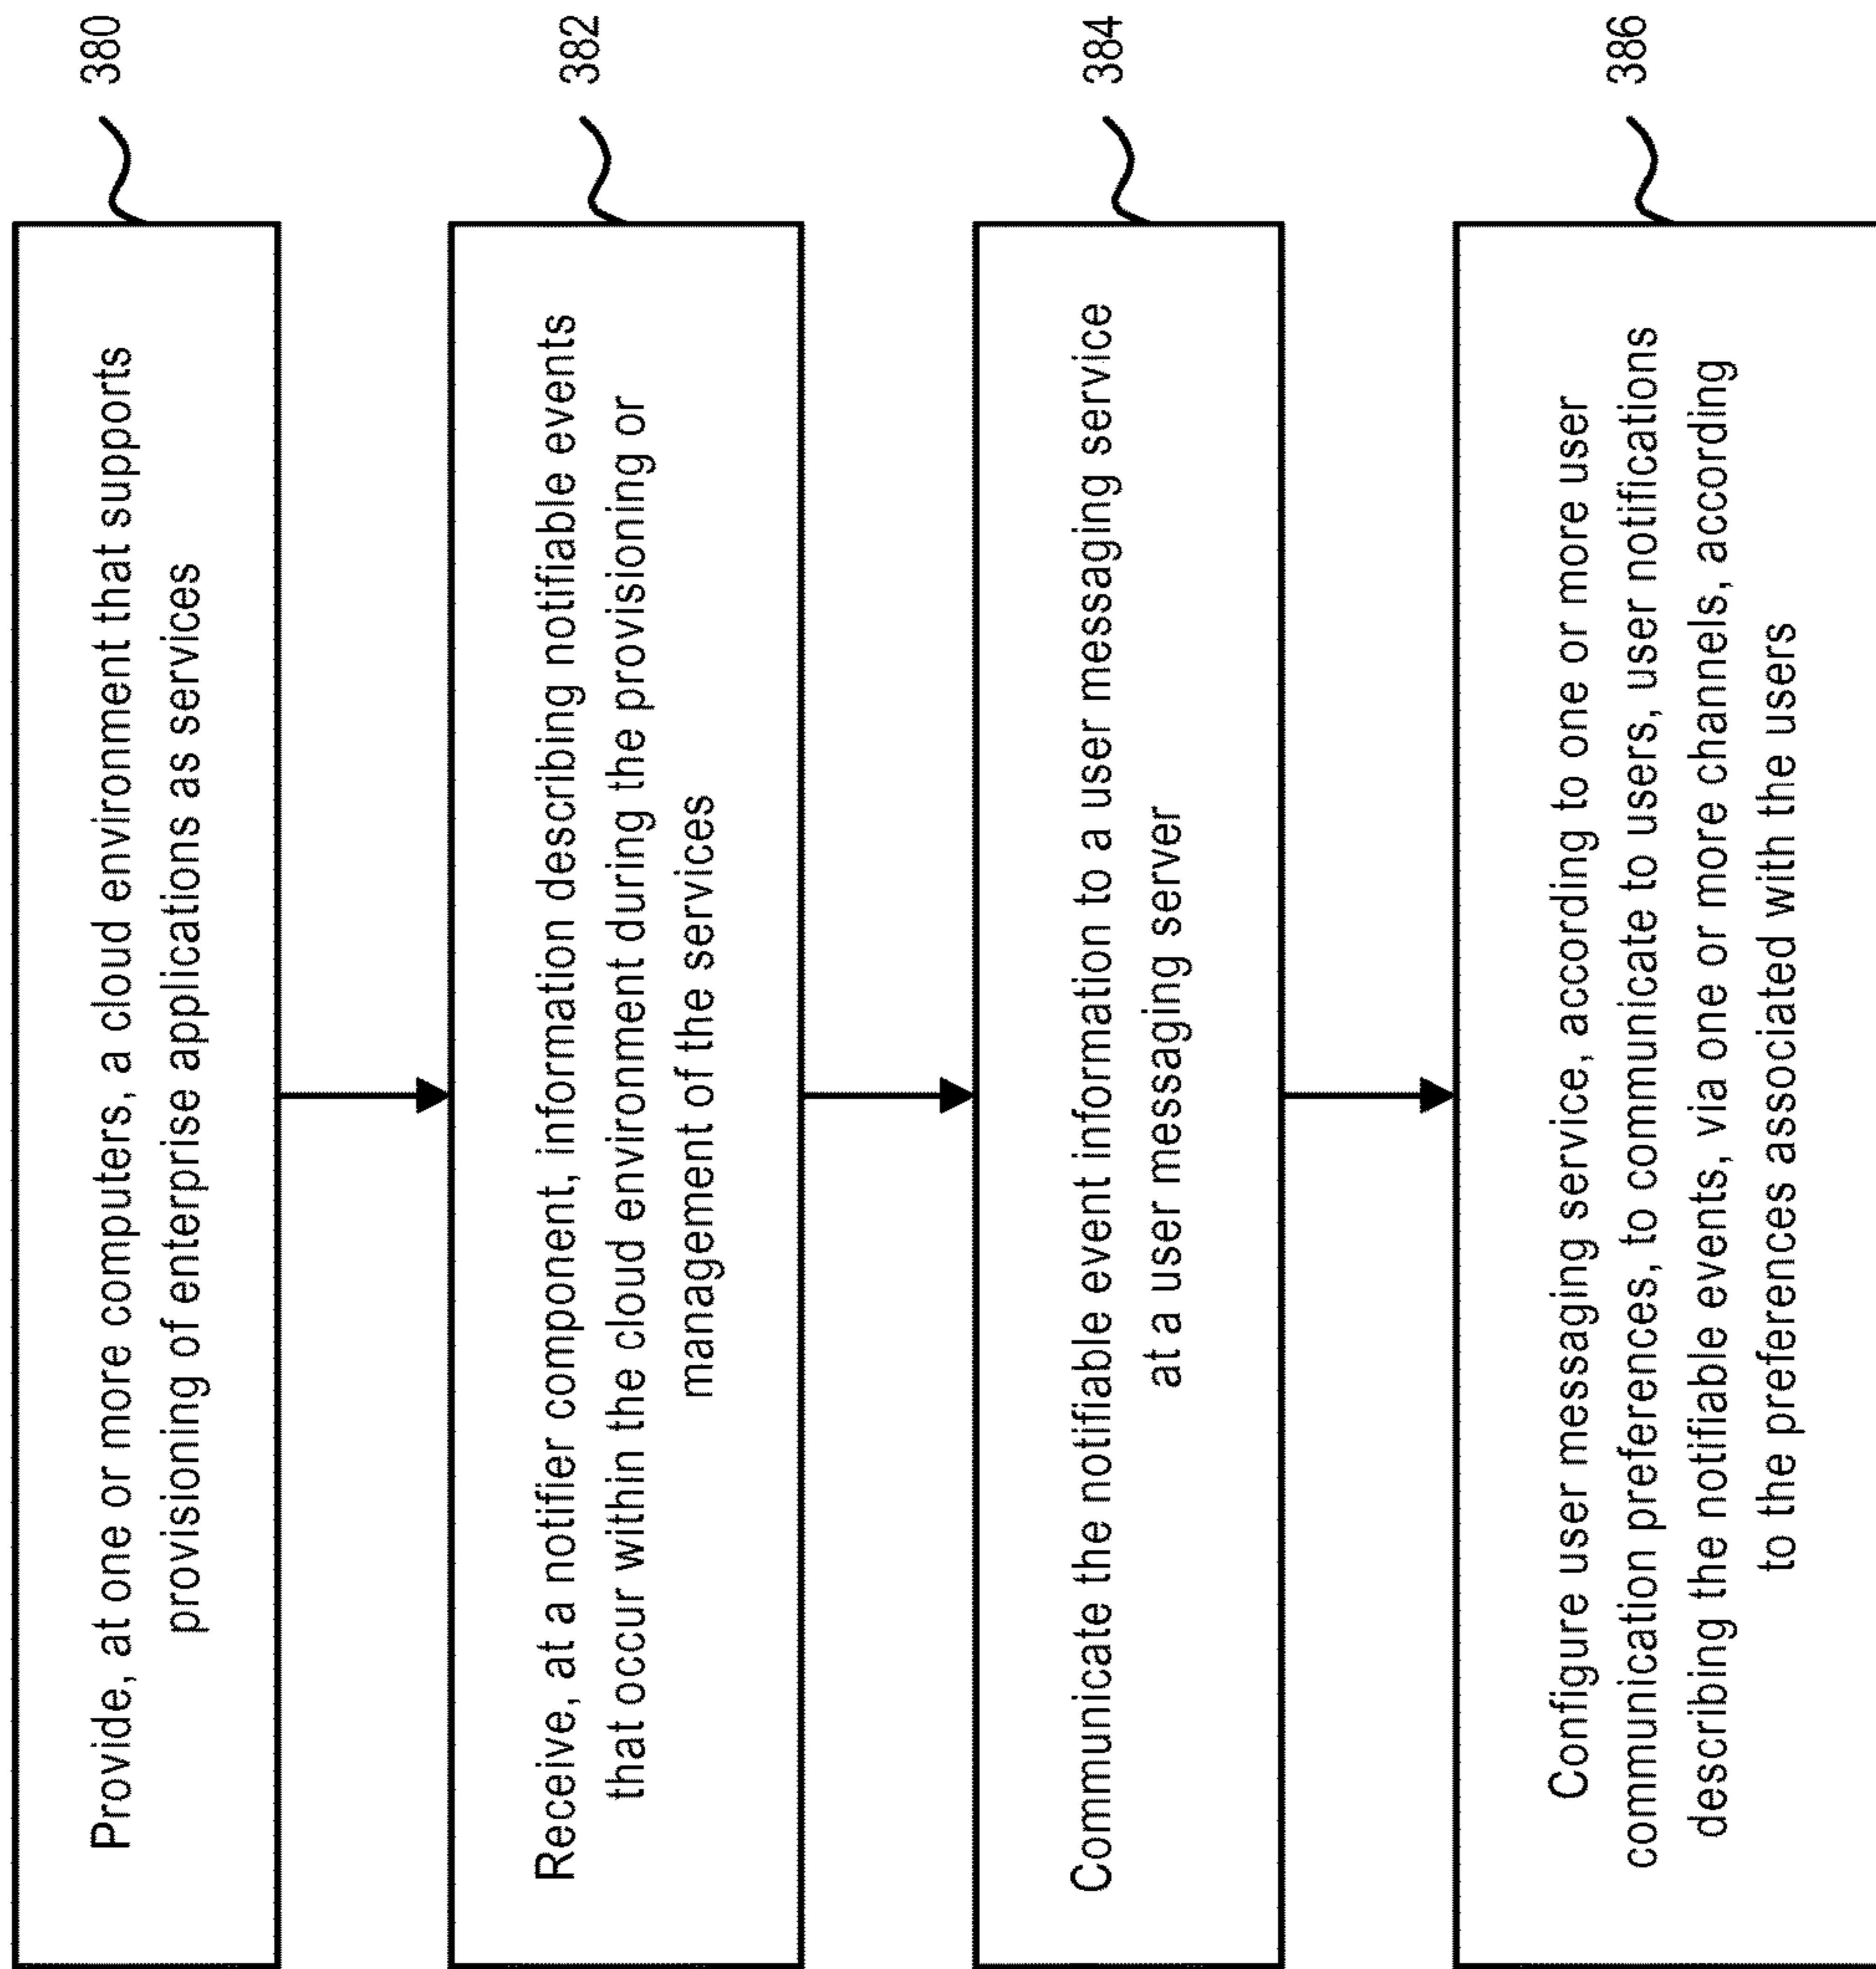 Provide, at one or more computers, a cloud environment that supports
provisioning of enterprise applications as services
380
Receive, at a notifier component, information describing notifiable events
that occur within the cloud environment during the provisioning or
management of the services
382
Communicate the notifiable event information to a user messaging service
at a user messaging server
384
Configure user messaging service, according to one or more user
communication preferences, to communicate to users, user notifications
describing the notifiable events, via one or more channels, according
to the preferences associated with the users
386